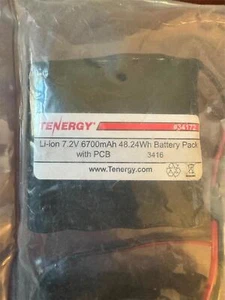 TENERGY #34172
Li-Ion 7.2V 6700mAh 48.24Wh Battery Pack
with PCB 3416
www.Tenergy.com